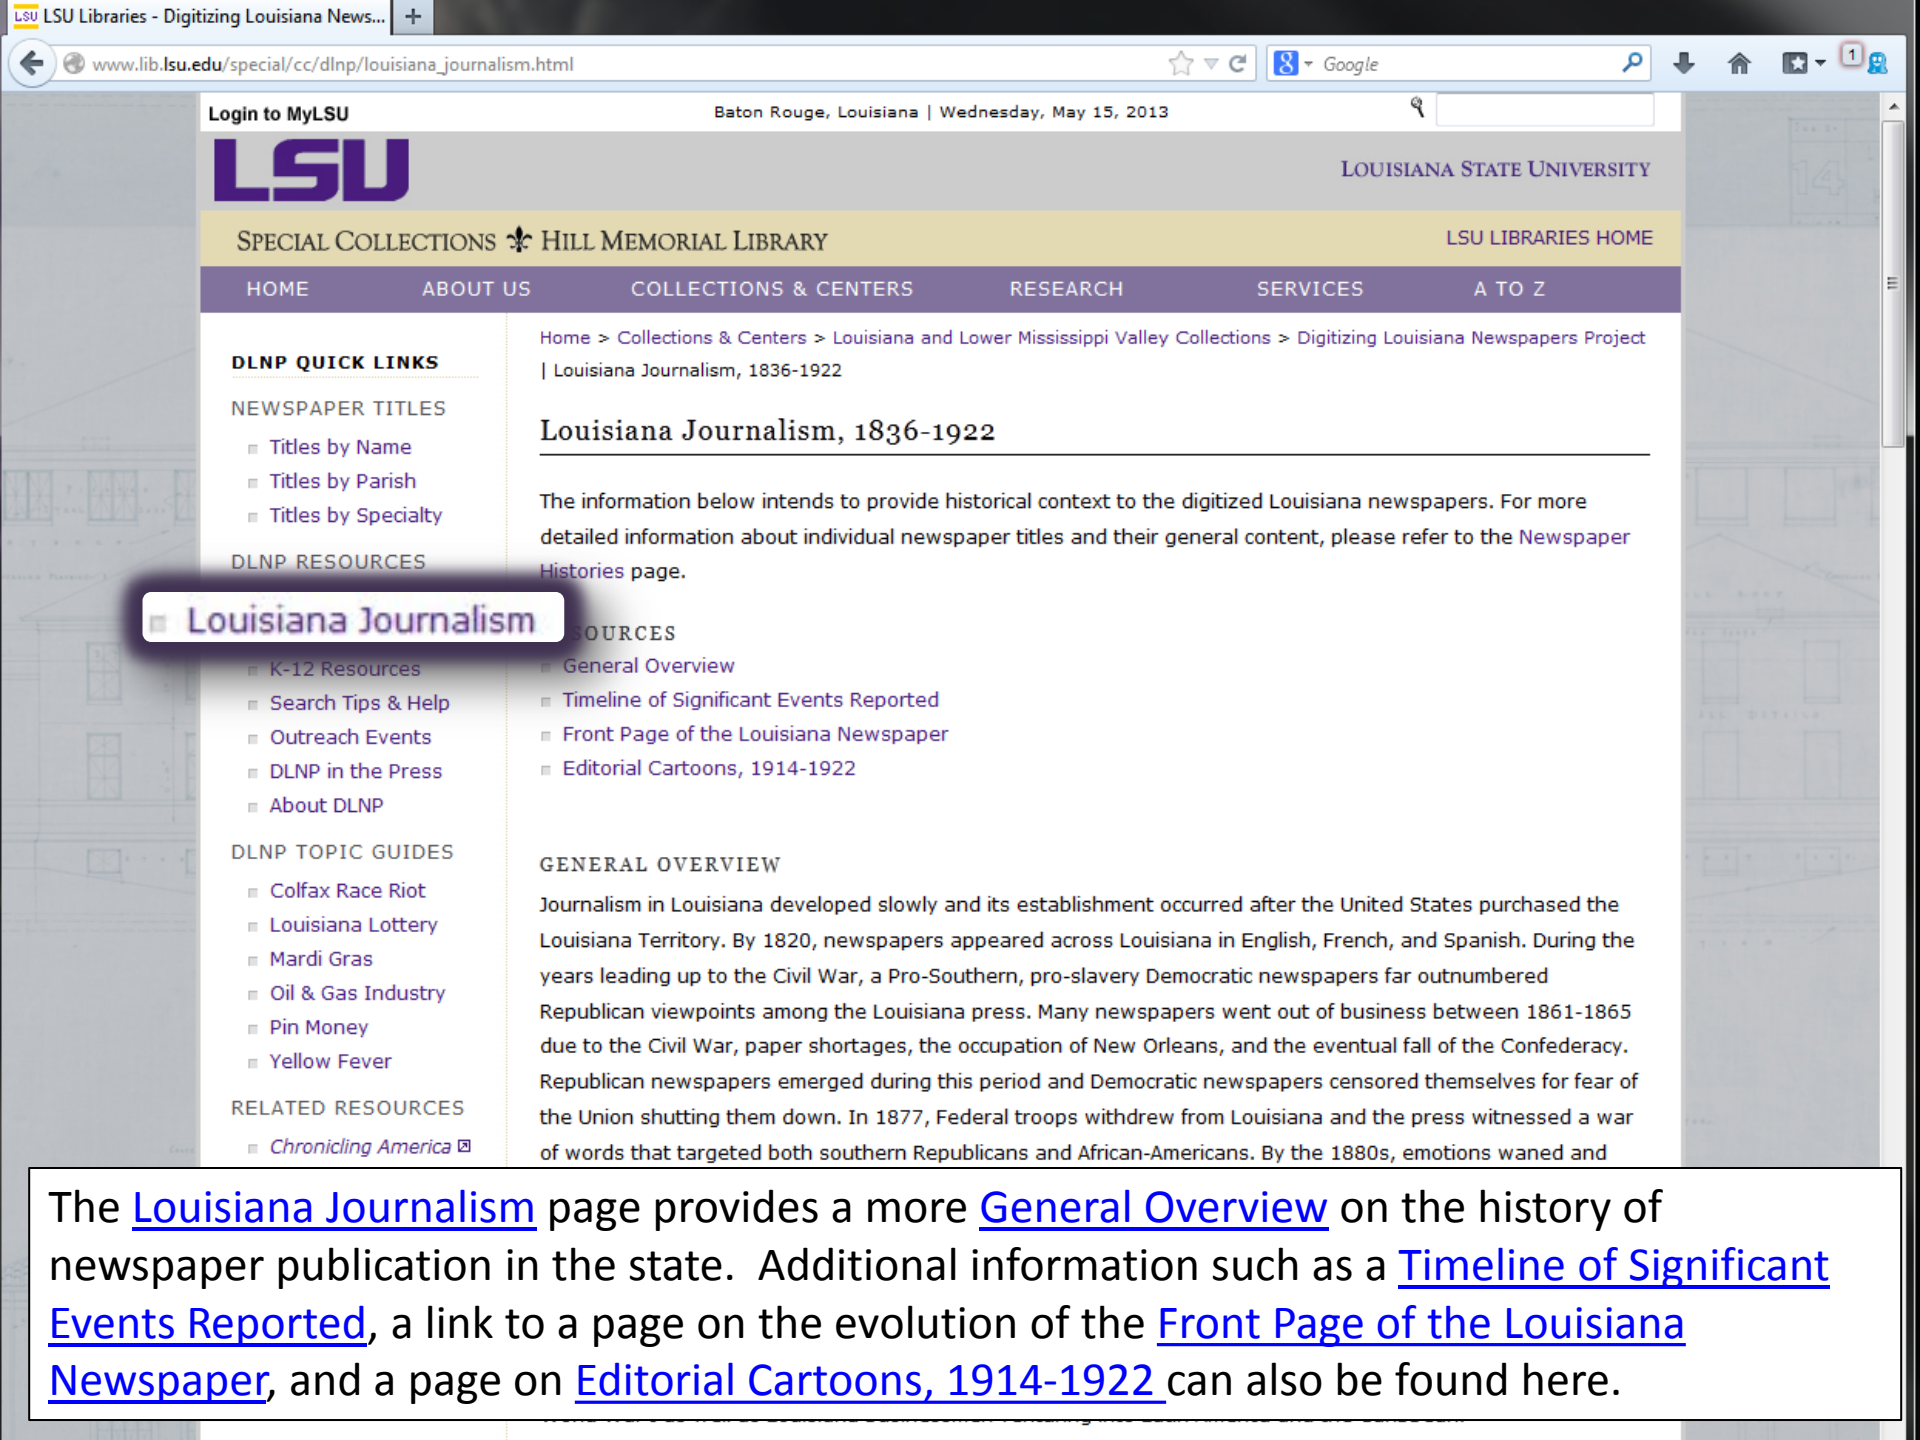 LSU LSU Libraries - Digitizing Louisiana News... +
www.lib.lsu.edu/special/cc/dlnp/louisiana_journalism.html
8 Google
1
Login to MyLSU
Baton Rouge, Louisiana | Wednesday, May 15, 2013
LSU
LOUISIANA STATE UNIVERSITY
SPECIAL COLLECTIONS HILL MEMORIAL LIBRARY
LSU LIBRARIES HOME
HOME ABOUT US COLLECTIONS & CENTERS RESEARCH SERVICES A TO Z
DLNP QUICK LINKS
NEWSPAPER TITLES
Titles by Name
Titles by Parish
Titles by Specialty
DLNP RESOURCES
Louisiana Journalism
K-12 Resources
Search Tips & Help
Outreach Events
DLNP in the Press
About DLNP
DLNP TOPIC GUIDES
Colfax Race Riot
Louisiana Lottery
Mardi Gras
Oil & Gas Industry
Pin Money
Yellow Fever
RELATED RESOURCES
Chronicling America
Home > Collections & Centers > Louisiana and Lower Mississippi Valley Collections > Digitizing Louisiana Newspapers Project
| Louisiana Journalism, 1836-1922
Louisiana Journalism, 1836-1922
The information below intends to provide historical context to the digitized Louisiana newspapers. For more
detailed information about individual newspaper titles and their general content, please refer to the Newspaper
Histories page.
OURCES
General Overview
Timeline of Significant Events Reported
Front Page of the Louisiana Newspaper
Editorial Cartoons, 1914-1922
GENERAL OVERVIEW
Journalism in Louisiana developed slowly and its establishment occurred after the United States purchased the
Louisiana Territory. By 1820, newspapers appeared across Louisiana in English, French, and Spanish. During the
years leading up to the Civil War, a Pro-Southern, pro-slavery Democratic newspapers far outnumbered
Republican viewpoints among the Louisiana press. Many newspapers went out of business between 1861-1865
due to the Civil War, paper shortages, the occupation of New Orleans, and the eventual fall of the Confederacy.
Republican newspapers emerged during this period and Democratic newspapers censored themselves for fear of
the Union shutting them down. In 1877, Federal troops withdrew from Louisiana and the press witnessed a war
of words that targeted both southern Republicans and African-Americans. By the 1880s, emotions waned and
The Louisiana Journalism page provides a more General Overview on the history of
newspaper publication in the state. Additional information such as a Timeline of Significant
Events Reported, a link to a page on the evolution of the Front Page of the Louisiana
Newspaper, and a page on Editorial Cartoons, 1914-1922 can also be found here.